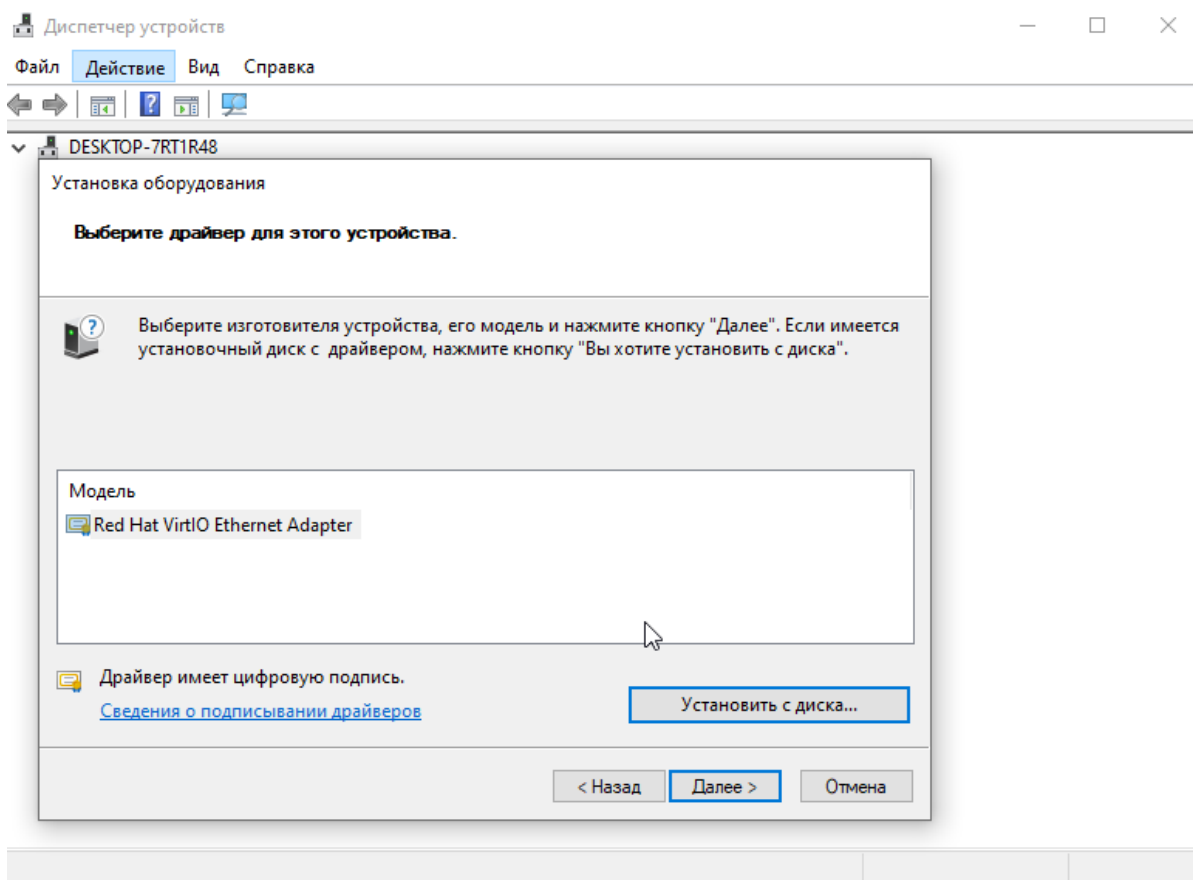 Диспетчер устройств
Файл Действие Вид Справка
DESKTOP-7RT1R48
Установка оборудования
Выберите драйвер для этого устройства.
Выберите изготовителя устройства, его модель и нажмите кнопку "Далее". Если имеется
установочный диск с драйвером, нажмите кнопку "Вы хотите установить с диска".
Модель
Red Hat VirtIO Ethernet Adapter
Драйвер имеет цифровую подпись.
Сведения о подписывании драйверов
Установить с диска...
< Назад Далее > Отмена